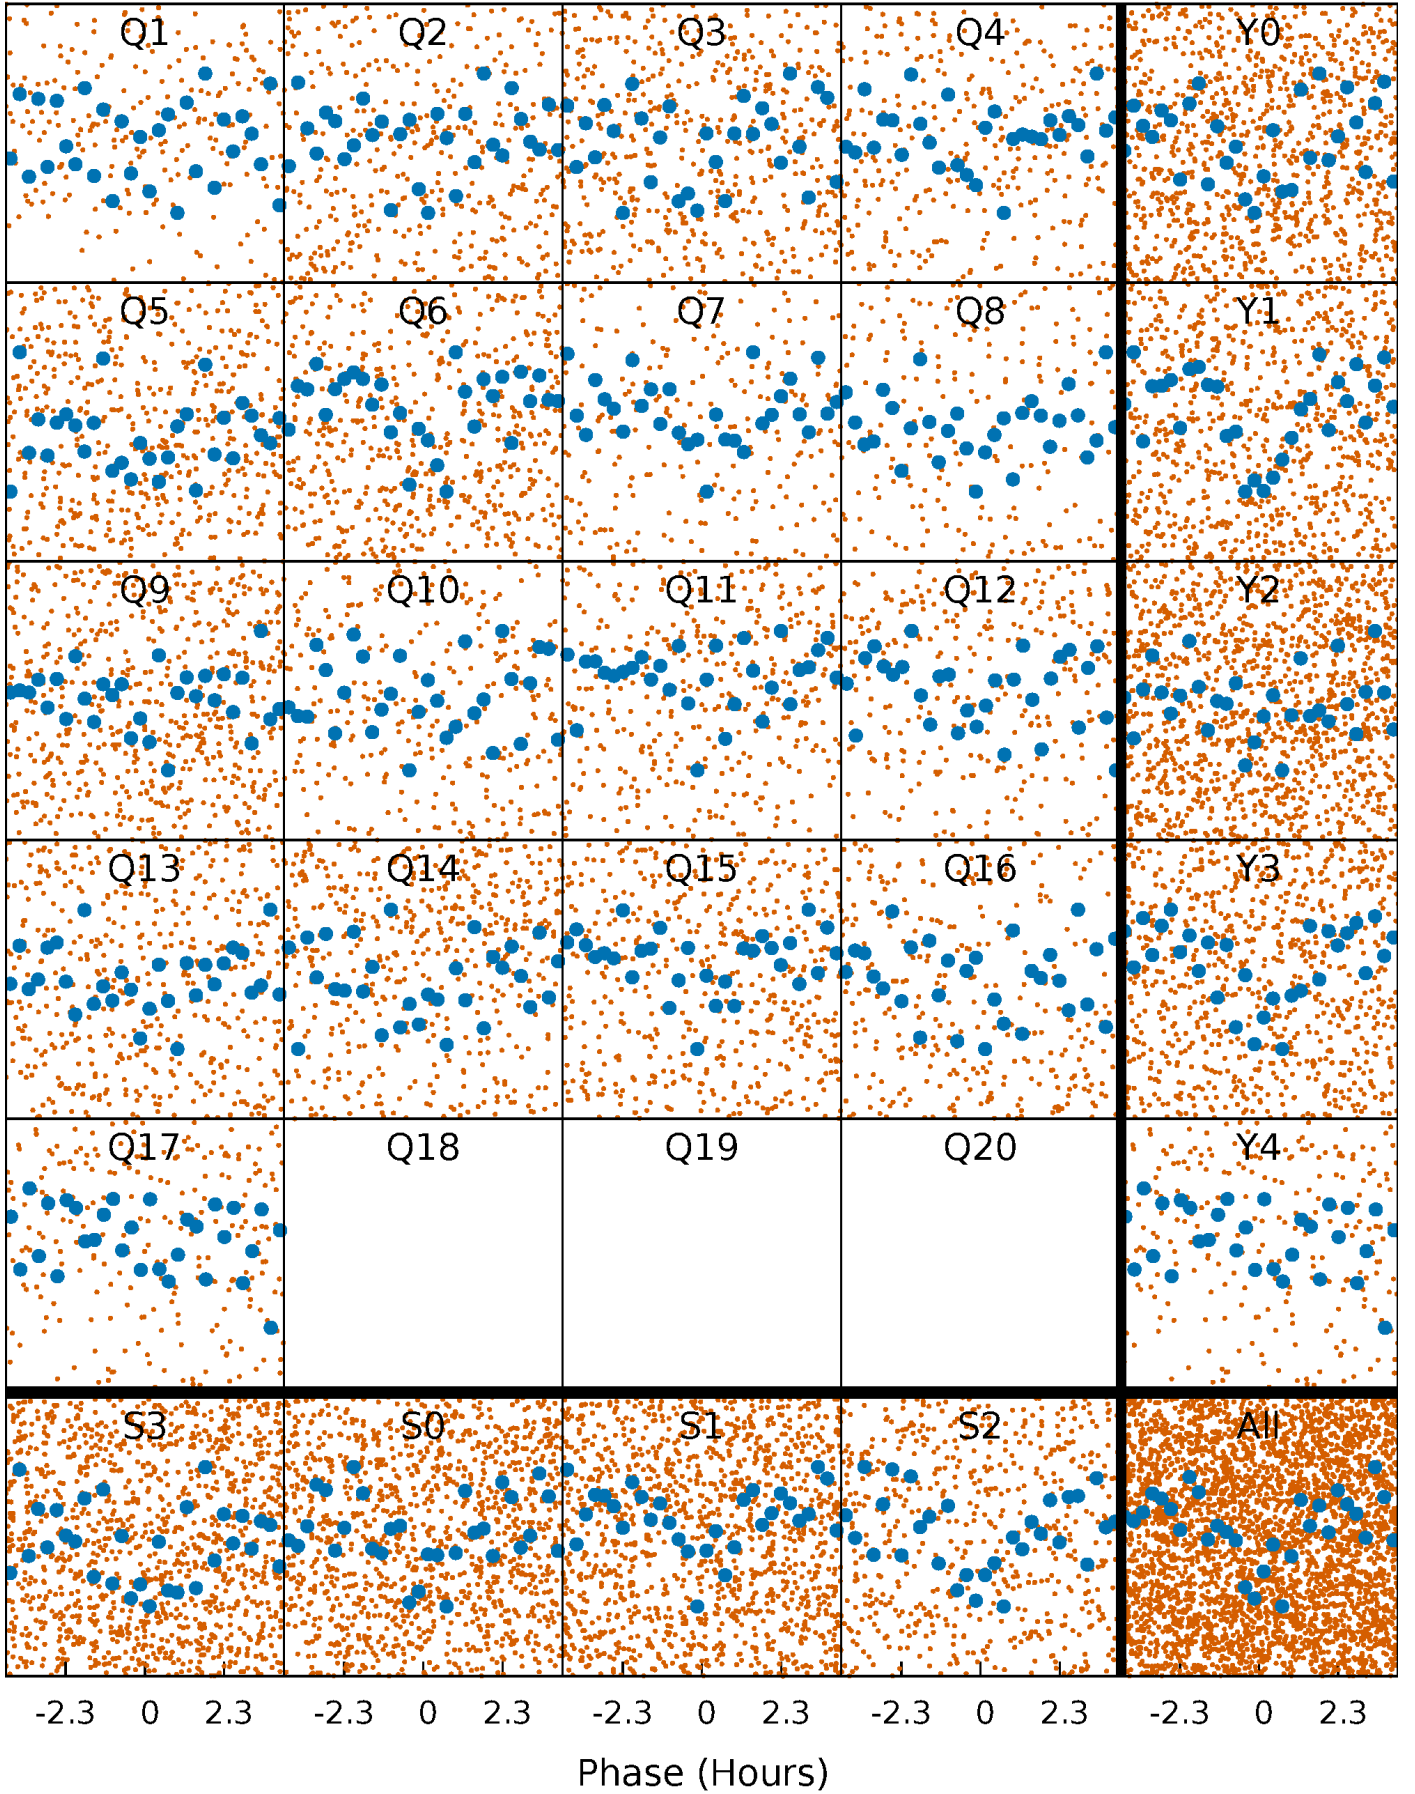 Q1 Q2 Q3 Q4 Y0
Q5 Q6 Q7 Q8 Y1
Q9 Q10 Q11 Q12 Y2
Q13 Q14 Q15 Q16 Y3
Q17 Q18 Q19 Q20 Y4
S3 S0 S1 S2 All
-2.3 0 2.3 -2.3 0 2.3 -2.3 0 2.3 -2.3 0 2.3 -2.3 0 2.3
Phase (Hours)